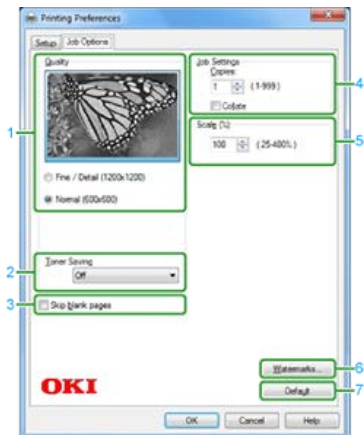 Printing Preferences
Setup Job Options
Quality
1
Fine / Detail (1200x1200)
Normal (600x600)
Job Settings
Copies:
1 (1-999)
Collate
4
Scale (%)
100 (25-400%)
5
Toner Saving
2
Off
3
Skip blank pages
Watermarks...
6
Default
7
OKI
OK Cancel Help